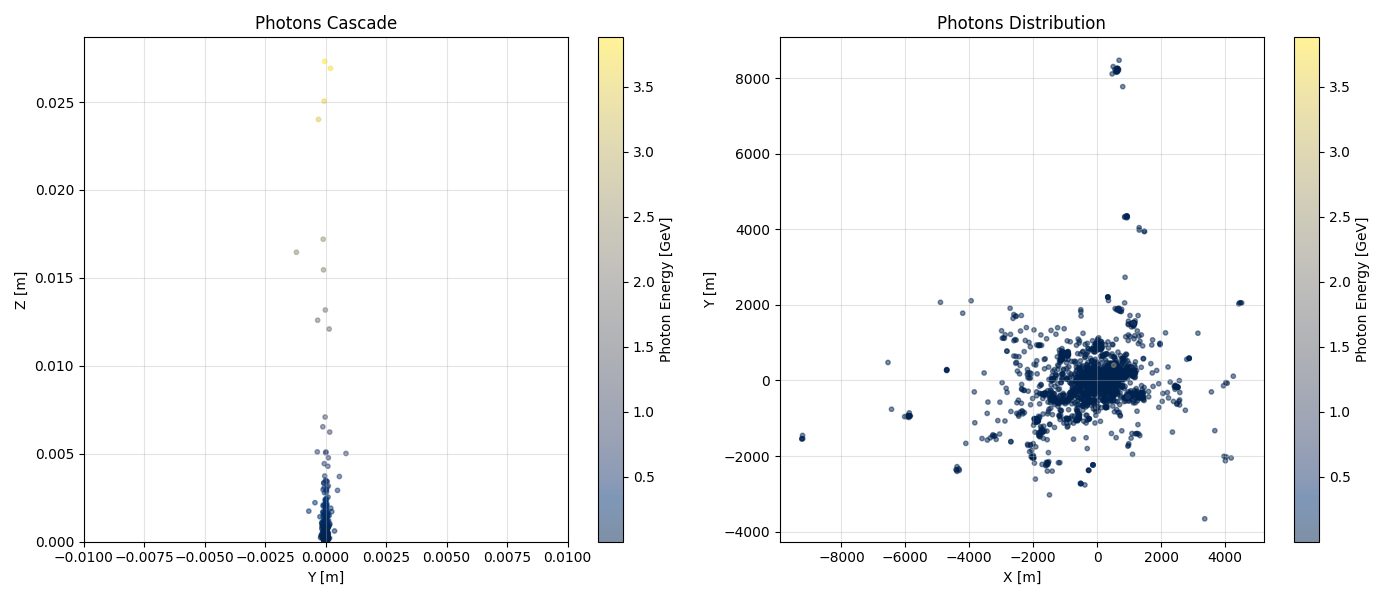 Photons Cascade
Z [m]
0.025
0.020
0.015
0.010
0.005
0.000
−0.0100 −0.0075 −0.0050 −0.0025 0.0000 0.0025 0.0050 0.0075 0.0100
Y [m]
3.5
3.0
2.5
2.0
1.5
1.0
0.5
Photon Energy [GeV]
Photons Distribution
Y [m]
8000
6000
4000
2000
0
−2000
−4000
−8000 −6000 −4000 −2000 0 2000 4000
X [m]
3.5
3.0
2.5
2.0
1.5
1.0
0.5
Photon Energy [GeV]